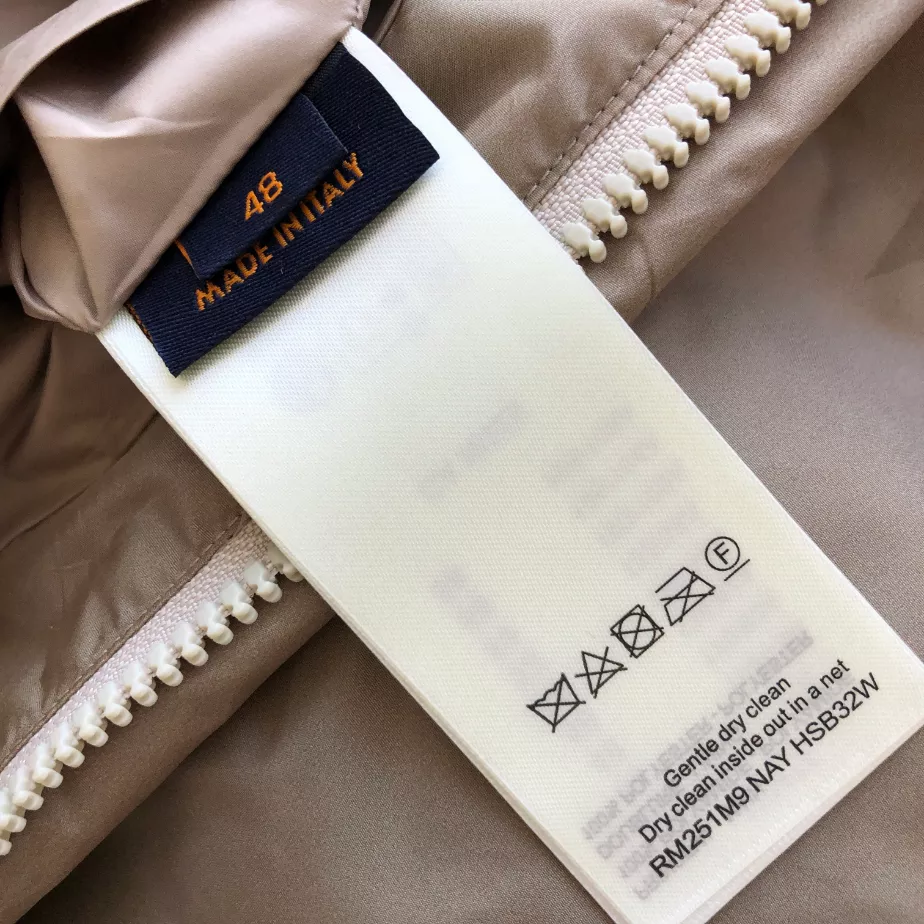 48
MADE IN ITALY
F
Gentle dry clean
Dry clean inside out in a net
RM251M9 NAY HSB32W